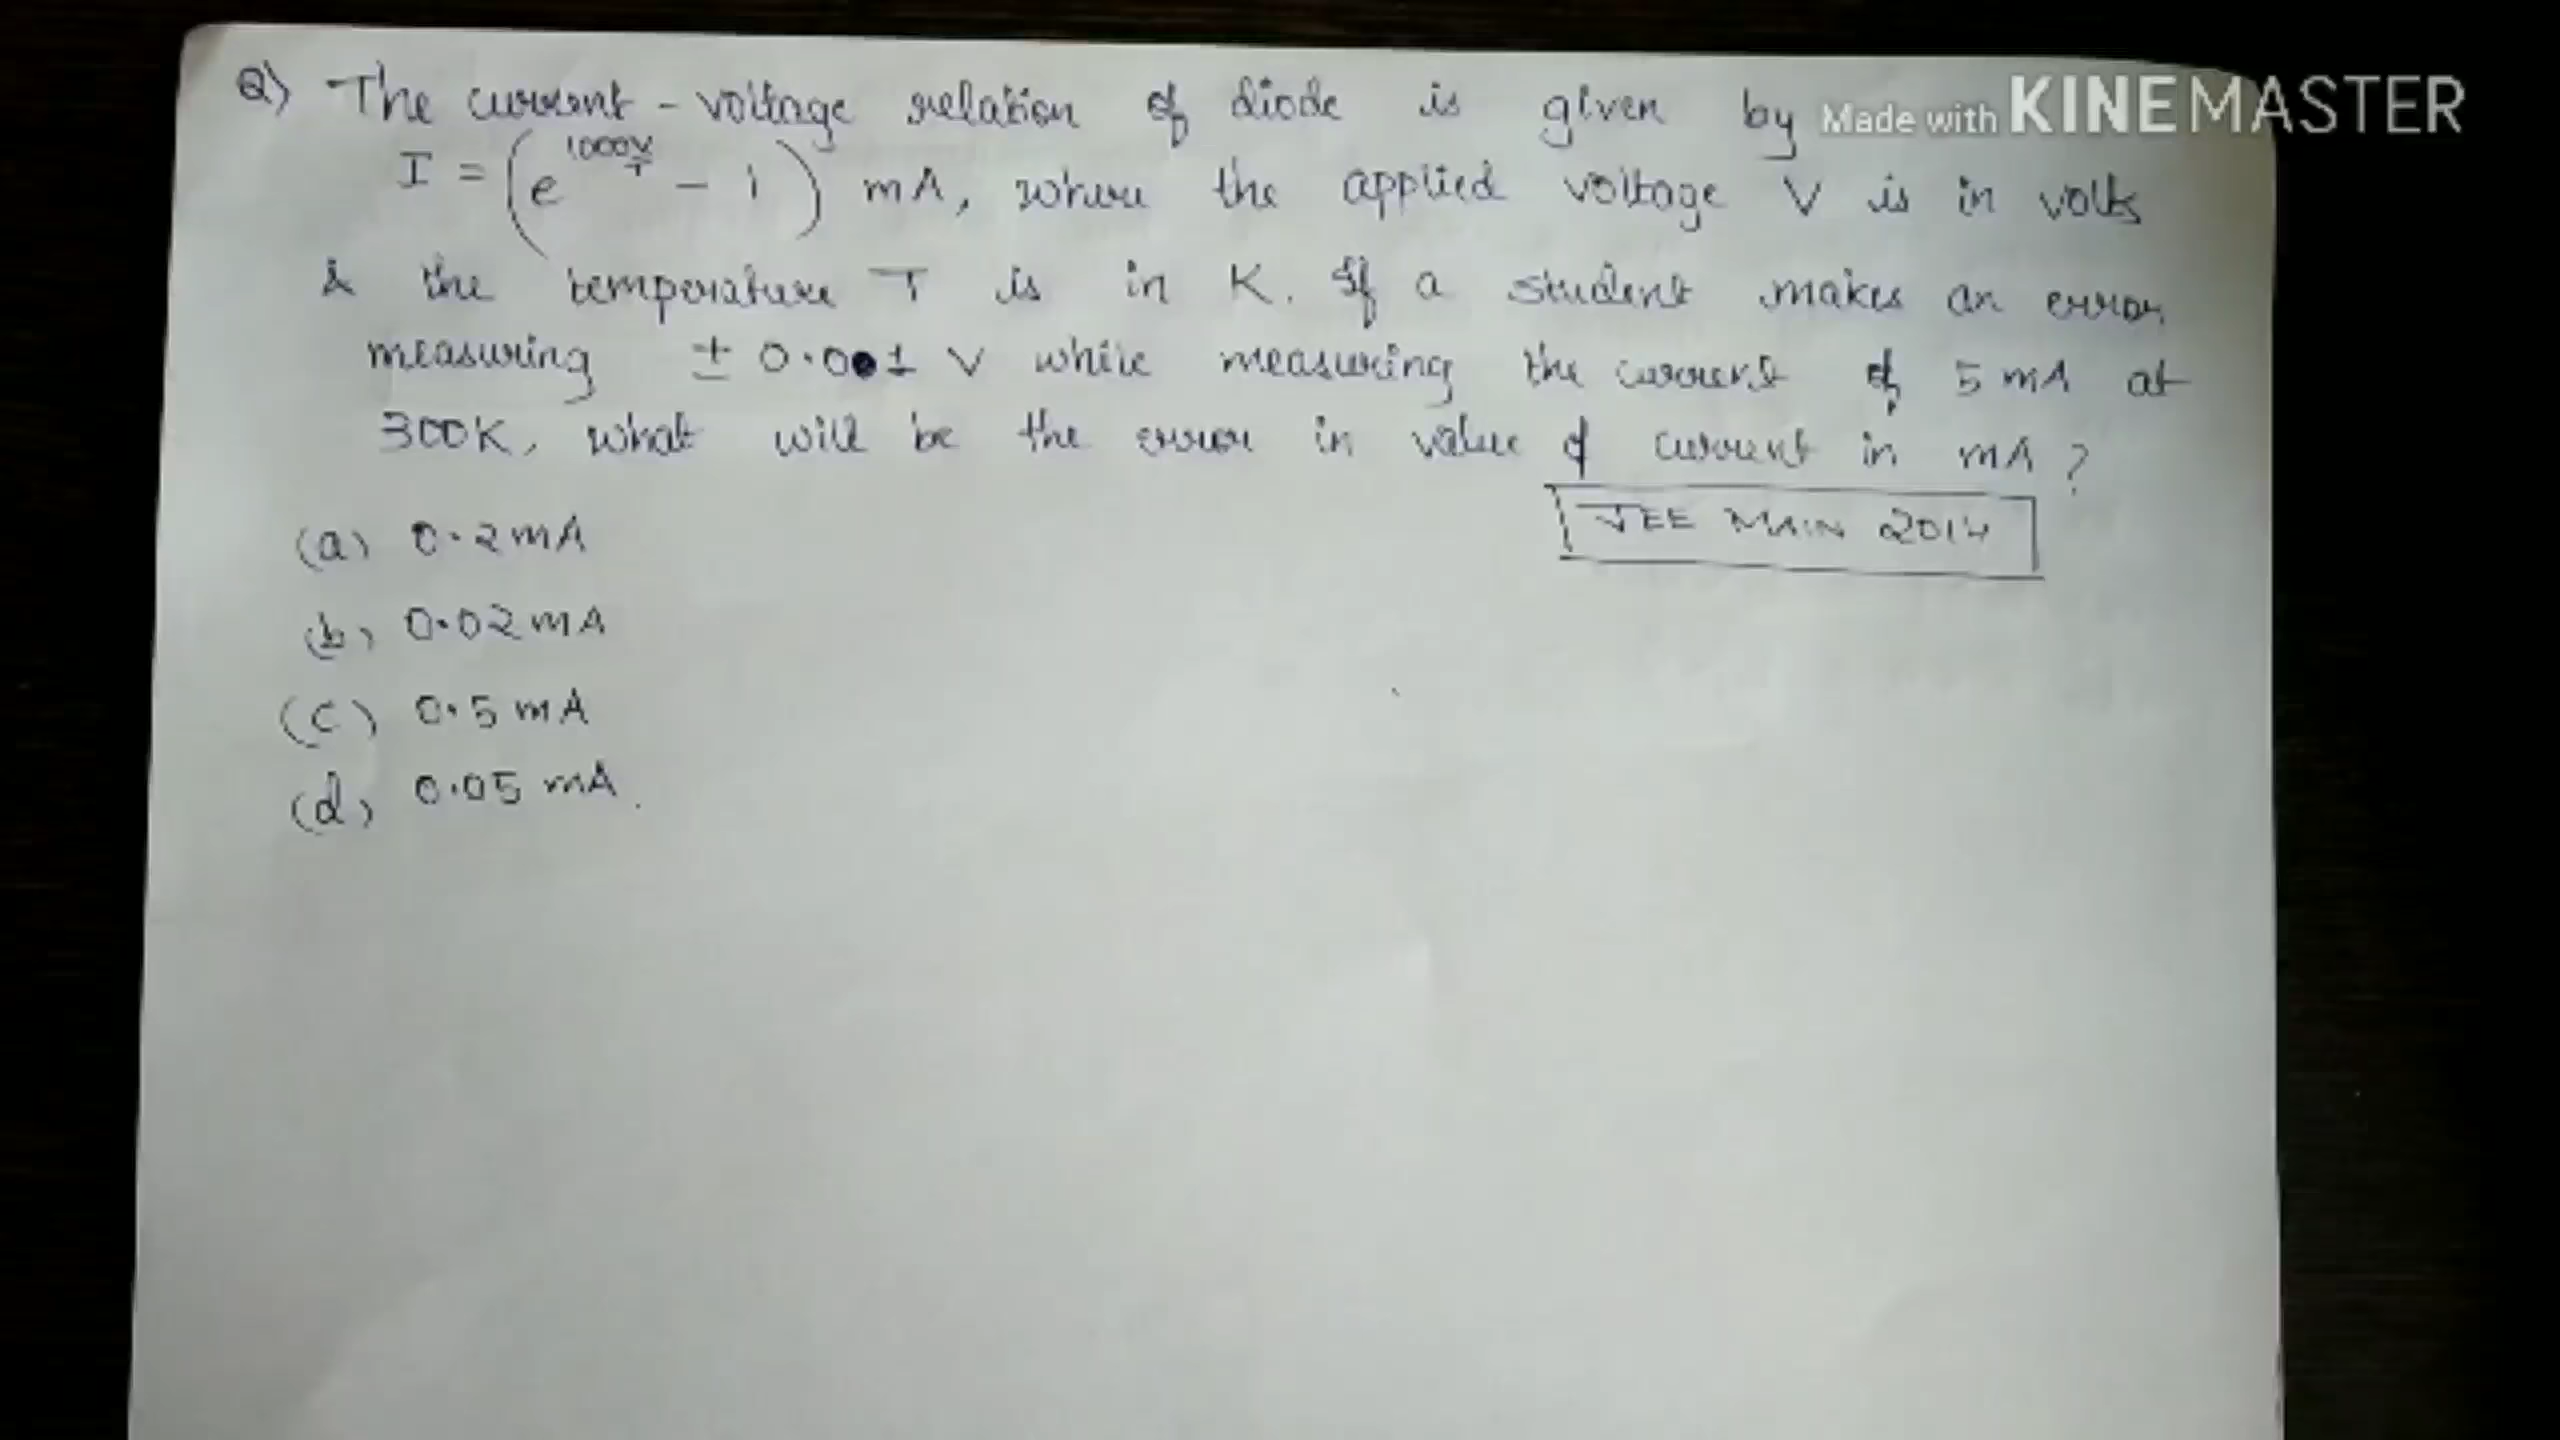 Q) The current - voltage relation of diode is given by
Made with KINEMASTER
I = (e^1000V/T - 1) mA, where the applied voltage V is in volts
& the temperature T is in K. If a student makes an error
measuring ± 0.001 V while measuring the current of 5 mA at
300K, what will be the error in value of current in mA ?
JEE MAIN 2014
(a) 0.2 mA
(b) 0.02 mA
(c) 0.5 mA
(d) 0.05 mA.